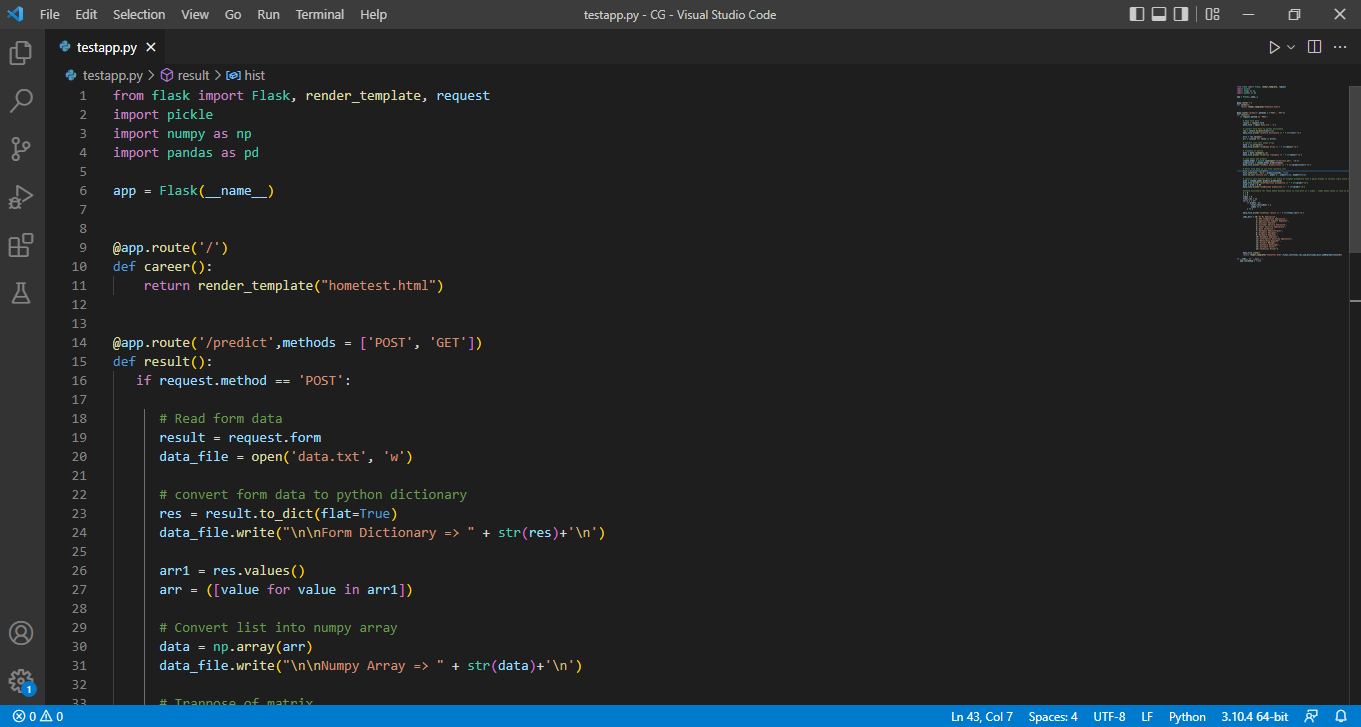 File Edit Selection View Go Run Terminal Help testapp.py - CG - Visual Studio Code
testapp.py
testapp.py > result > hist
1 from flask import Flask, render_template, request
2 import pickle
3 import numpy as np
4 import pandas as pd
5
6 app = Flask(__name__)
7
8
9 @app.route('/')
10 def career():
11 return render_template("hometest.html")
12
13
14 @app.route('/predict',methods = ['POST', 'GET'])
15 def result():
16 if request.method == 'POST':
17
18 # Read form data
19 result = request.form
20 data_file = open('data.txt', 'w')
21
22 # convert form data to python dictionary
23 res = result.to_dict(flat=True)
24 data_file.write("\n\nForm Dictionary => " + str(res)+'\n')
25
26 arr1 = res.values()
27 arr = ([value for value in arr1])
28
29 # Convert list into numpy array
30 data = np.array(arr)
31 data_file.write("\n\nNumpy Array => " + str(data)+'\n')
32
33 # Tranpose of matrix
1
0 0 Ln 43, Col 7 Spaces: 4 UTF-8 LF Python 3.10.4 64-bit